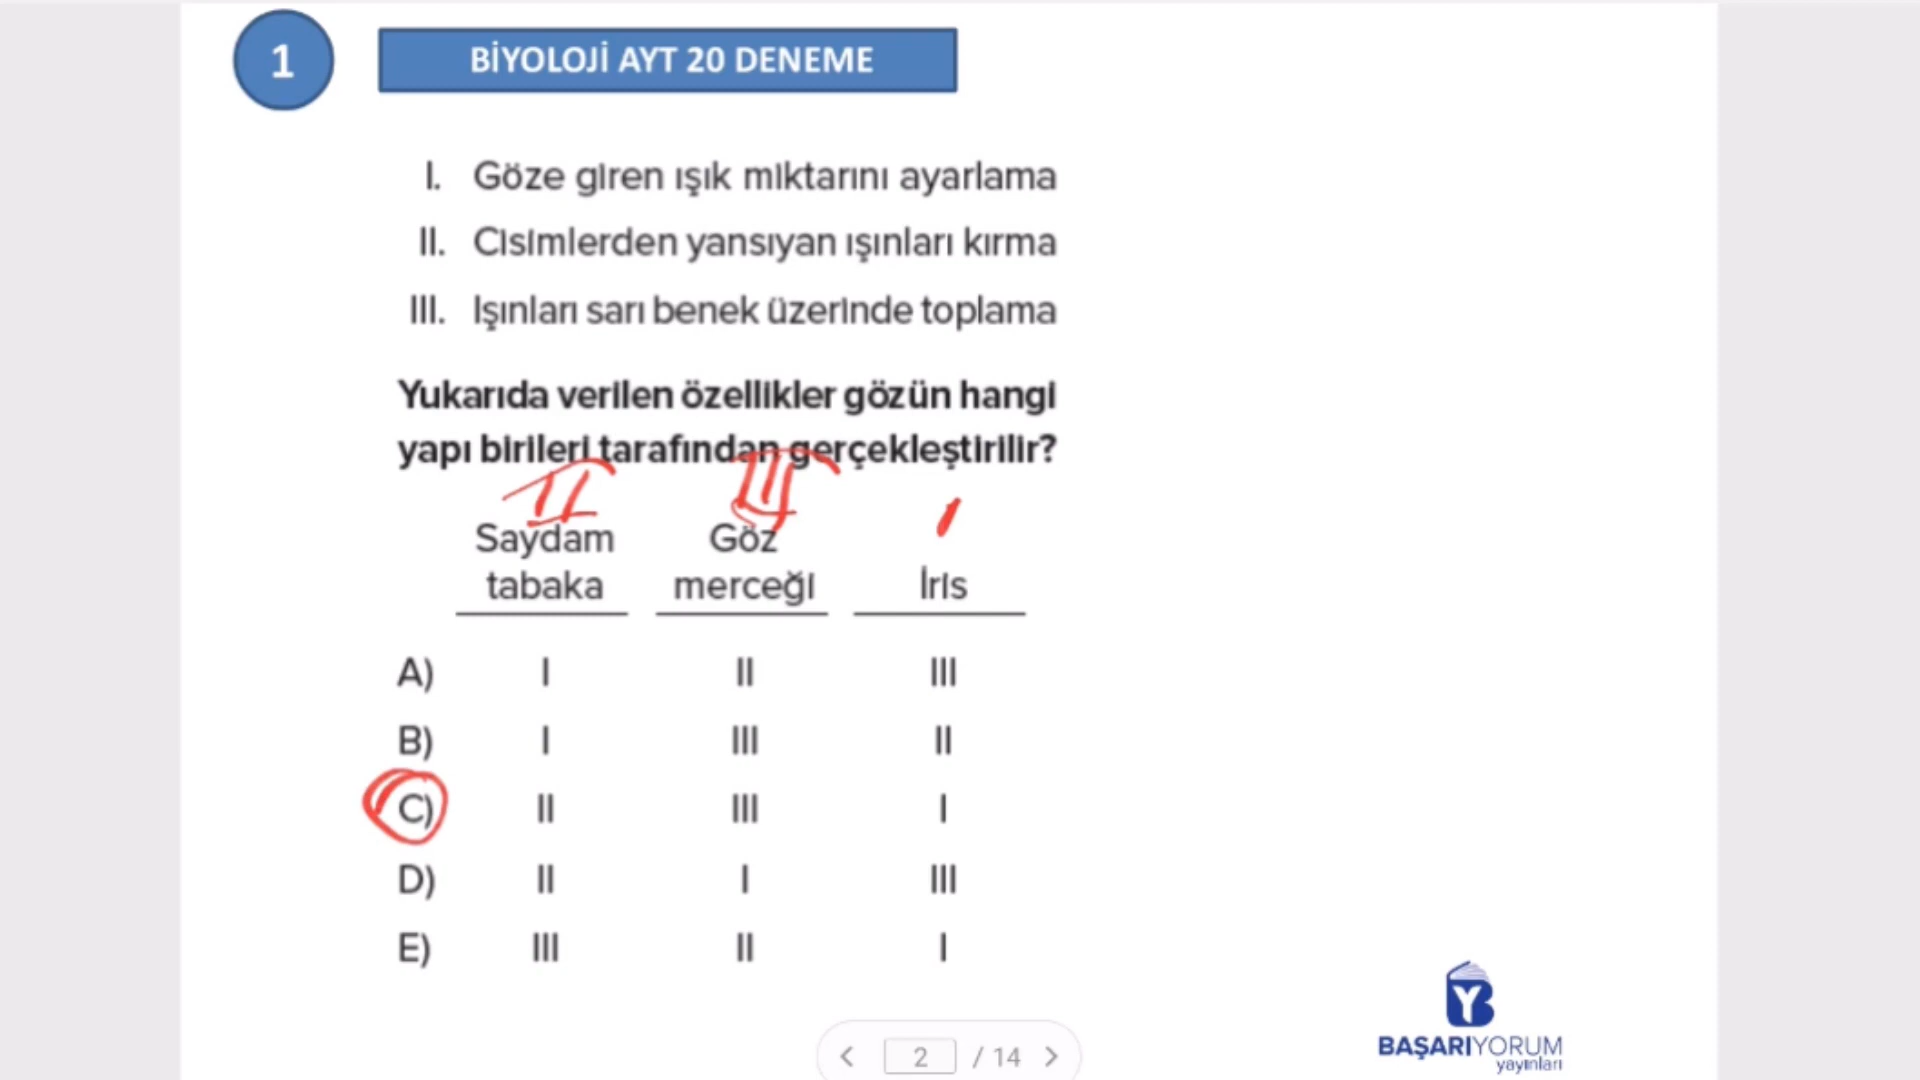 1
BİYOLOJİ AYT 20 DENEME
I. Göze giren ışık miktarını ayarlama
II. Cisimlerden yansıyan ışınları kırma
III. Işınları sarı benek üzerinde toplama
Yukarıda verilen özellikler gözün hangi
yapı birileri tarafından gerçekleştirilir?
II III I
Saydam Göz
tabaka merceği İris
A) I II III
B) I III II
C) II III I
D) II I III
E) III II I
2 / 14
YB
BAŞARIYORUM
yayınları